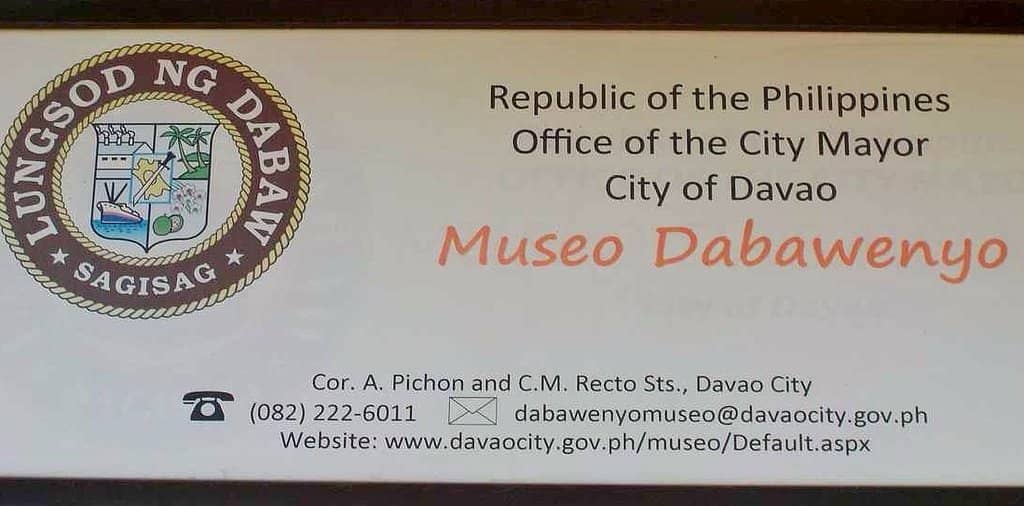 LUNGSOD NG DABAW
SAGISAG
Republic of the Philippines
Office of the City Mayor
City of Davao
Museo Dabawenyo
Cor. A. Pichon and C.M. Recto Sts., Davao City
(082) 222-6011 dabawenyomuseo@davaocity.gov.ph
Website: www.davaocity.gov.ph/museo/Default.aspx